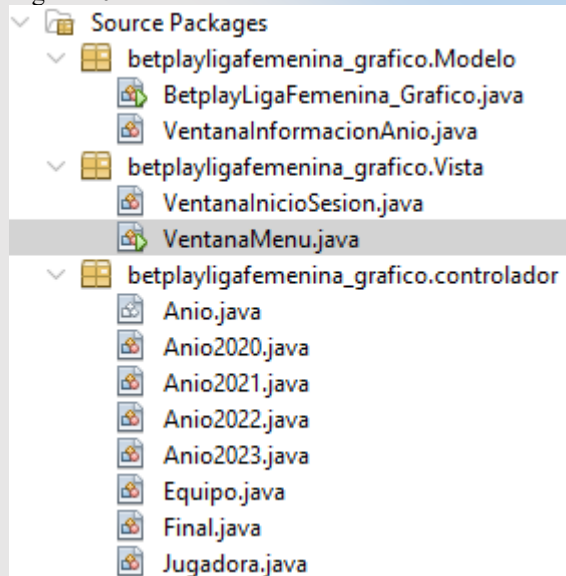 Source Packages
betplayligafemenina_grafico.Modelo
BetplayLigaFemenina_Grafico.java
VentanaInformacionAnio.java
betplayligafemenina_grafico.Vista
VentanaInicioSesion.java
VentanaMenu.java
betplayligafemenina_grafico.controlador
Anio.java
Anio2020.java
Anio2021.java
Anio2022.java
Anio2023.java
Equipo.java
Final.java
Jugadora.java